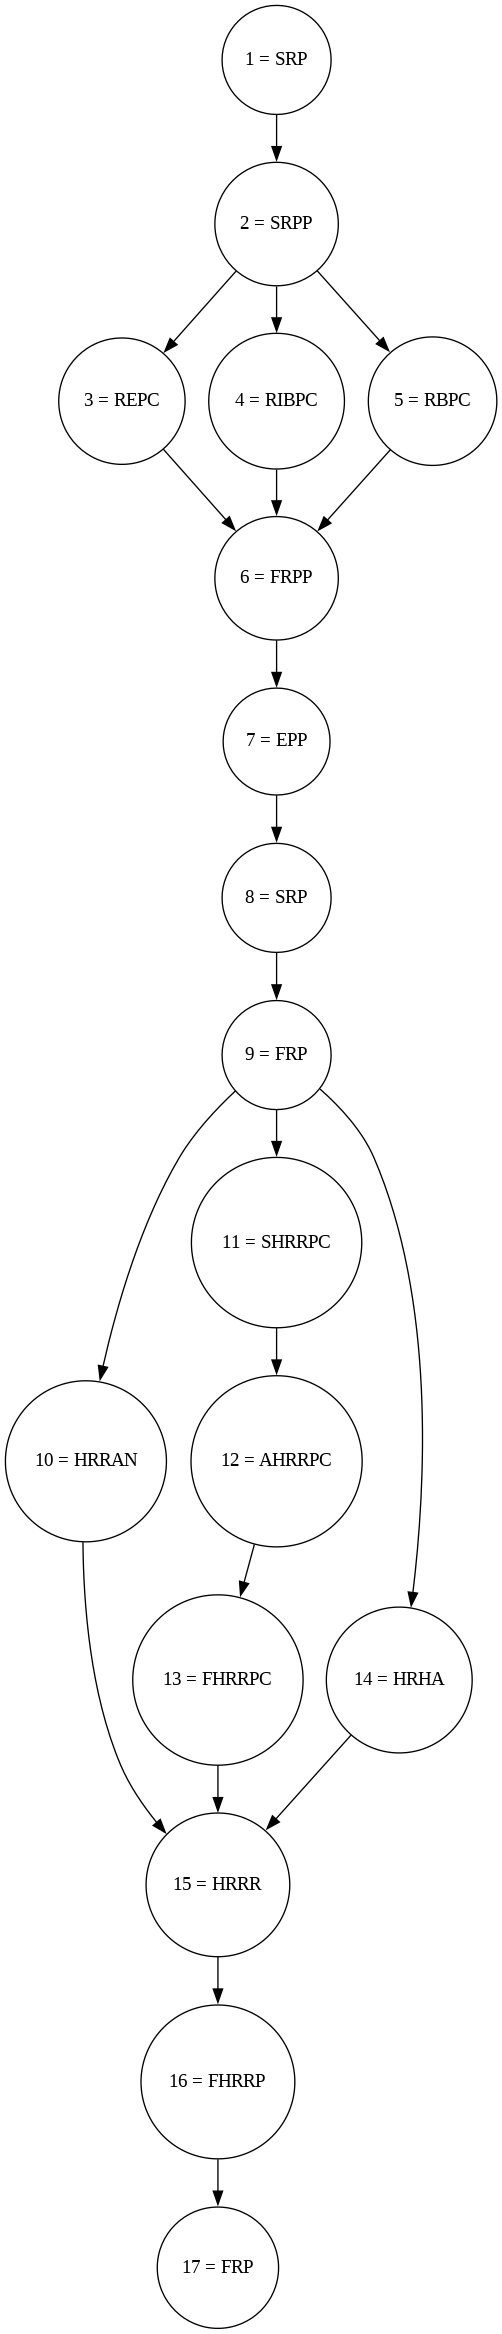 1 = SRP
2 = SRPP
3 = REPC
4 = RIBPC
5 = RBPC
6 = FRPP
7 = EPP
8 = SRP
9 = FRP
11 = SHRRPC
10 = HRRAN
12 = AHRRPC
13 = FHRRPC
14 = HRHA
15 = HRRR
16 = FHRRP
17 = FRP